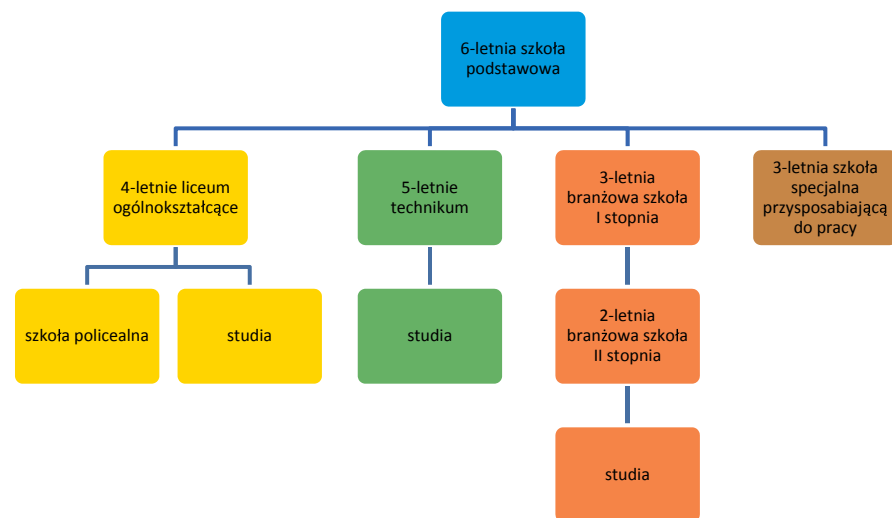 6-letnia szkoła
podstawowa
4-letnie liceum
ogólnokształcące
5-letnie
technikum
3-letnia
branżowa szkoła
I stopnia
3-letnia szkoła
specjalna
przysposabiającą
do pracy
szkoła policealna
studia
studia
2-letnia
branżowa szkoła
II stopnia
studia